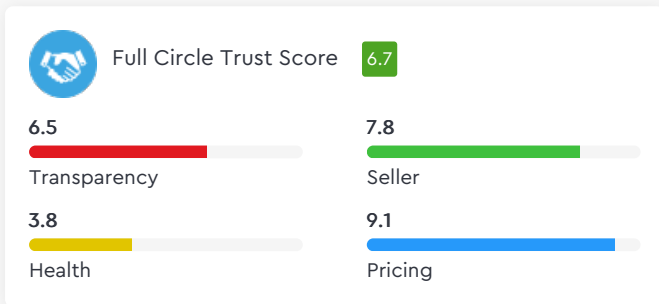 Full Circle Trust Score 6.7
6.5
Transparency
7.8
Seller
3.8
Health
9.1
Pricing